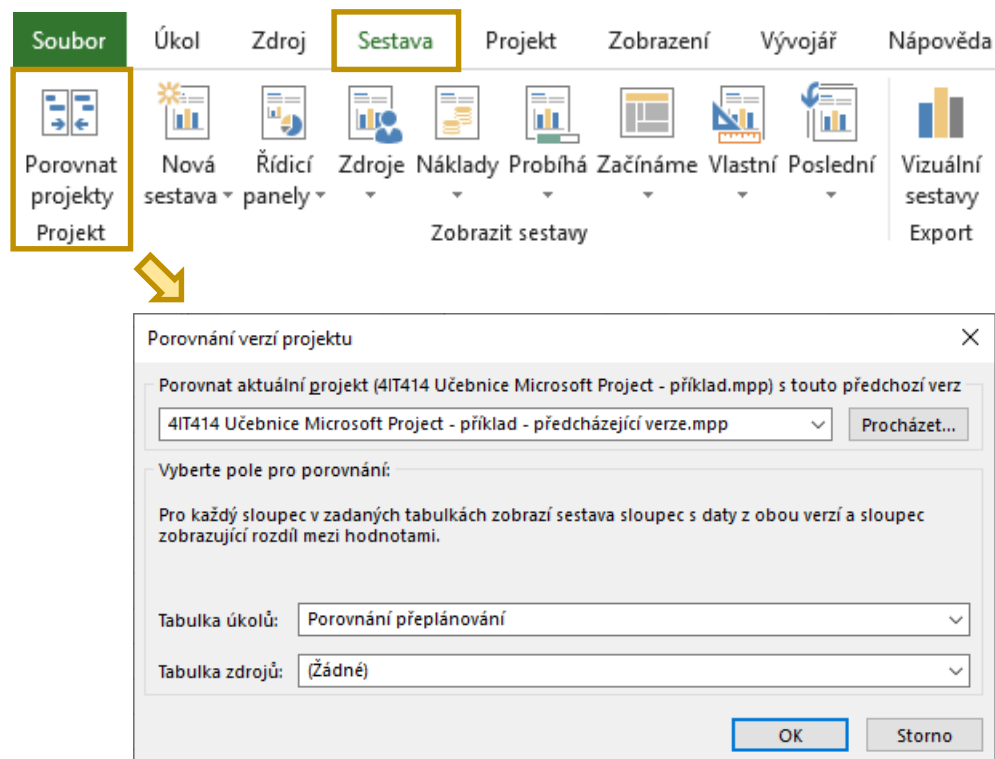 Soubor Úkol Zdroj Sestava Projekt Zobrazení Vývojář Nápověda
Porovnat projekty
Nová sestava
Řídicí panely
Zdroje
Náklady
Probíhá
Začínáme
Vlastní
Poslední
Vizuální sestavy
Projekt
Zobrazit sestavy
Export
Porovnání verzí projektu
Porovnat aktuální projekt (4IT414 Učebnice Microsoft Project - příklad.mpp) s touto předchozí verz
4IT414 Učebnice Microsoft Project - příklad - předcházející verze.mpp
Procházet...
Vyberte pole pro porovnání:
Pro každý sloupec v zadaných tabulkách zobrazí sestava sloupec s daty z obou verzí a sloupec
zobrazující rozdíl mezi hodnotami.
Tabulka úkolů: Porovnání přeplánování
Tabulka zdrojů: (Žádné)
OK Storno